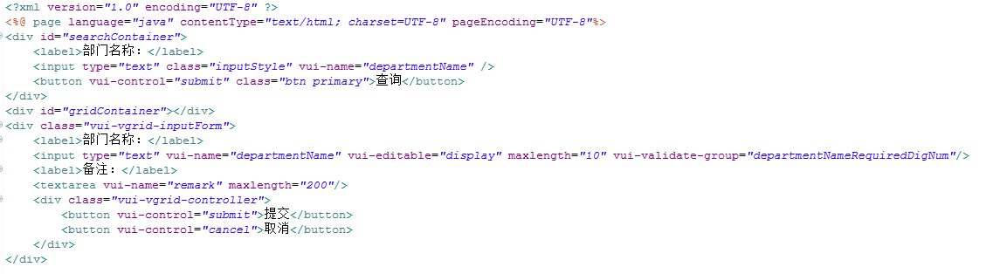 <?xml version="1.0" encoding="UTF-8" ?>
<%@ page language="java" contentType="text/html; charset=UTF-8" pageEncoding="UTF-8"%>
<div id="searchContainer">
    <label>部门名称：</label>
    <input type="text" class="inputStyle" vui-name="departmentName" />
    <button vui-control="submit" class="btn primary">查询</button>
</div>
<div id="gridContainer"></div>
<div class="vui-vgrid-inputForm">
    <label>部门名称：</label>
    <input type="text" vui-name="departmentName" vui-editable="display" maxlength="10" vui-validate-group="departmentNameRequiredDigNum"/>
    <label>备注：</label>
    <textarea vui-name="remark" maxlength="200"/>
    <div class="vui-vgrid-controller">
        <button vui-control="submit">提交</button>
        <button vui-control="cancel">取消</button>
    </div>
</div>